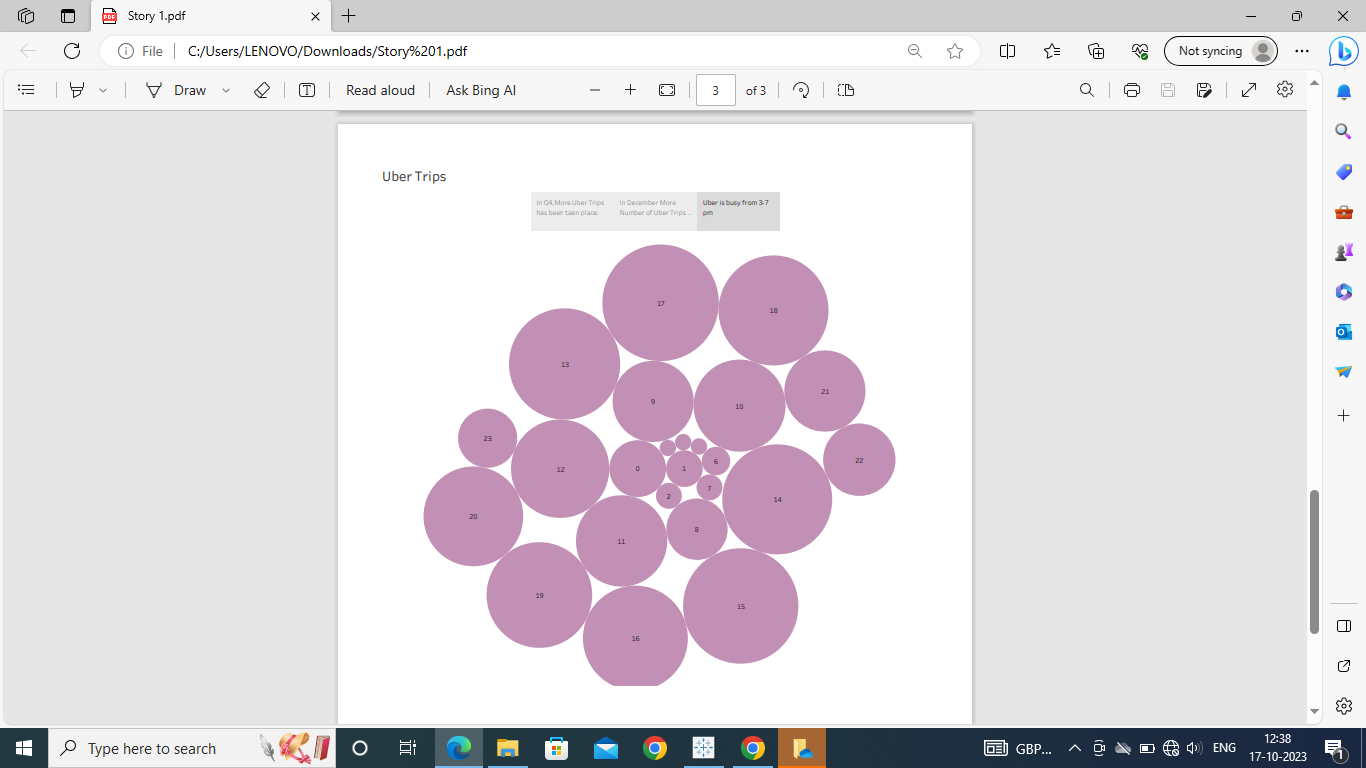 Story 1.pdf
File
C:/Users/LENOVO/Downloads/Story%201.pdf
Not syncing
Draw
Read aloud
Ask Bing AI
3
of 3
Uber Trips
In Q4,More Uber Trips
has been taen place.
In December More
Number of Uber Trips ..
Uber is busy from 3-7
pm
17
18
13
9
10
21
23
12
0
1
6
22
2
7
14
20
11
8
19
15
16
Type here to search
GBP...
ENG
12:38
17-10-2023
1